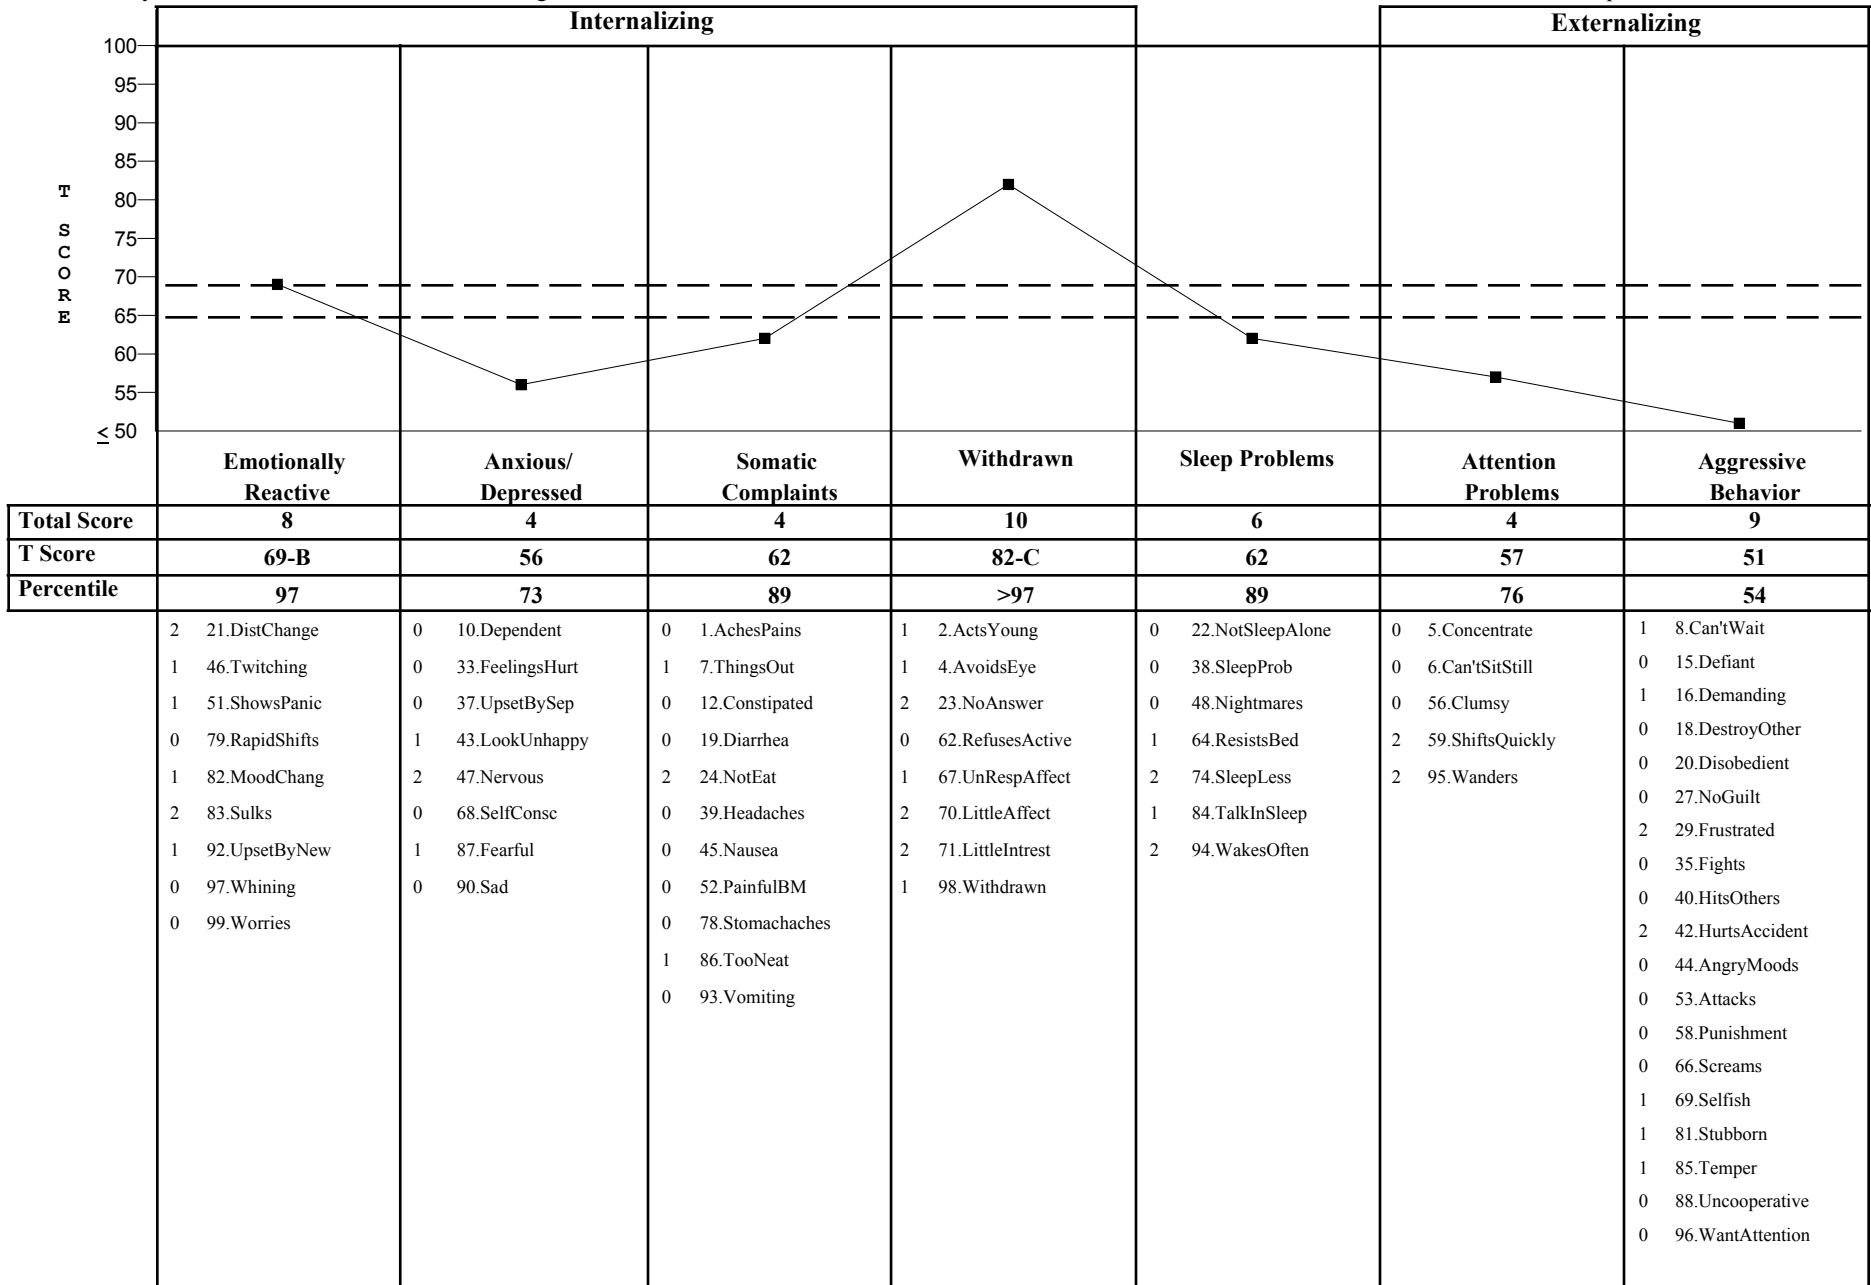 Internalizing
Externalizing
100
95
90
85
80
75
70
65
60
55
< 50
T
S
C
O
R
E
Emotionally Reactive
Anxious/ Depressed
Somatic Complaints
Withdrawn
Sleep Problems
Attention Problems
Aggressive Behavior
Total Score 8 4 4 10 6 4 9
T Score 69-B 56 62 82-C 62 57 51
Percentile 97 73 89 >97 89 76 54
2 21.DistChange
1 46.Twitching
1 51.ShowsPanic
0 79.RapidShifts
1 82.MoodChang
2 83.Sulks
1 92.UpsetByNew
0 97.Whining
0 99.Worries
0 10.Dependent
0 33.FeelingsHurt
0 37.UpsetBySep
1 43.LookUnhappy
2 47.Nervous
0 68.SelfConsc
1 87.Fearful
0 90.Sad
0 1.AchesPains
1 7.ThingsOut
0 12.Constipated
0 19.Diarrhea
2 24.NotEat
0 39.Headaches
0 45.Nausea
0 52.PainfulBM
0 78.Stomachaches
1 86.TooNeat
0 93.Vomiting
1 2.ActsYoung
1 4.AvoidsEye
2 23.NoAnswer
0 62.RefusesActive
1 67.UnRespAffect
2 70.LittleAffect
2 71.LittleIntrest
1 98.Withdrawn
0 22.NotSleepAlone
0 38.SleepProb
0 48.Nightmares
1 64.ResistsBed
2 74.SleepLess
1 84.TalkInSleep
2 94.WakesOften
0 5.Concentrate
0 6.Can'tSitStill
0 56.Clumsy
2 59.ShiftsQuickly
2 95.Wanders
1 8.Can'tWait
0 15.Defiant
1 16.Demanding
0 18.DestroyOther
0 20.Disobedient
0 27.NoGuilt
2 29.Frustrated
0 35.Fights
0 40.HitsOthers
2 42.HurtsAccident
0 44.AngryMoods
0 53.Attacks
0 58.Punishment
0 66.Screams
1 69.Selfish
1 81.Stubborn
1 85.Temper
0 88.Uncooperative
0 96.WantAttention